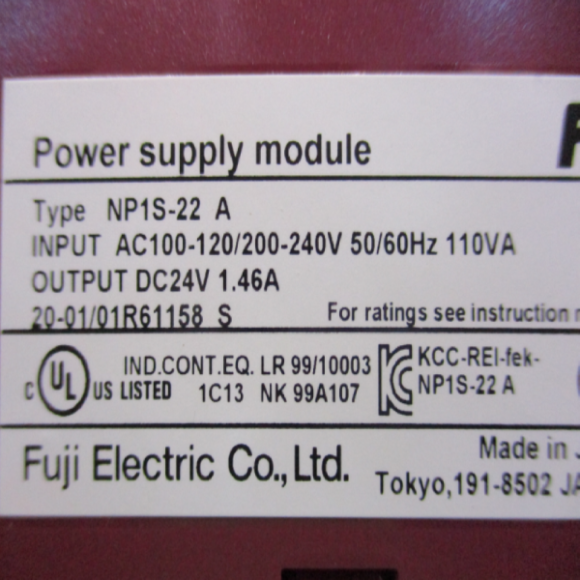 Power supply module
Type NP1S-22 A
INPUT AC100-120/200-240V 50/60Hz 110VA
OUTPUT DC24V 1.46A
20-01/01R61158 S For ratings see instruction
C UL US LISTED IND.CONT.EQ. LR 99/10003
1C13 NK 99A107
KCC-REI-fek-
NP1S-22 A
Fuji Electric Co., Ltd.
Made in
Tokyo,191-8502